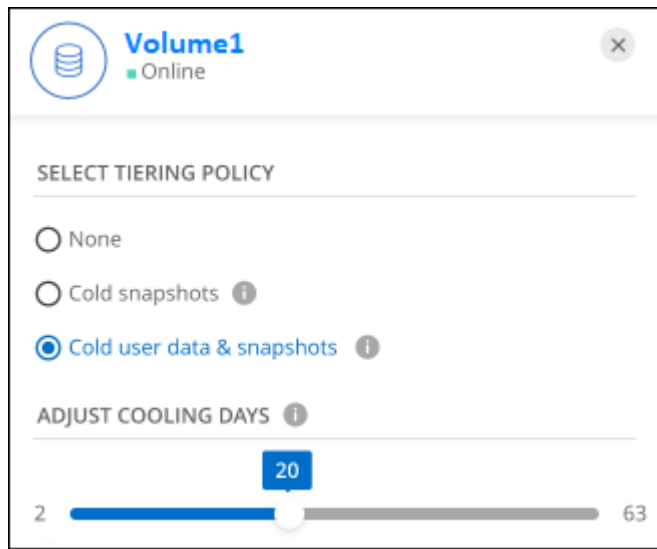 Volume1
Online
SELECT TIERING POLICY
None
Cold snapshots
Cold user data & snapshots
ADJUST COOLING DAYS
20
2 63